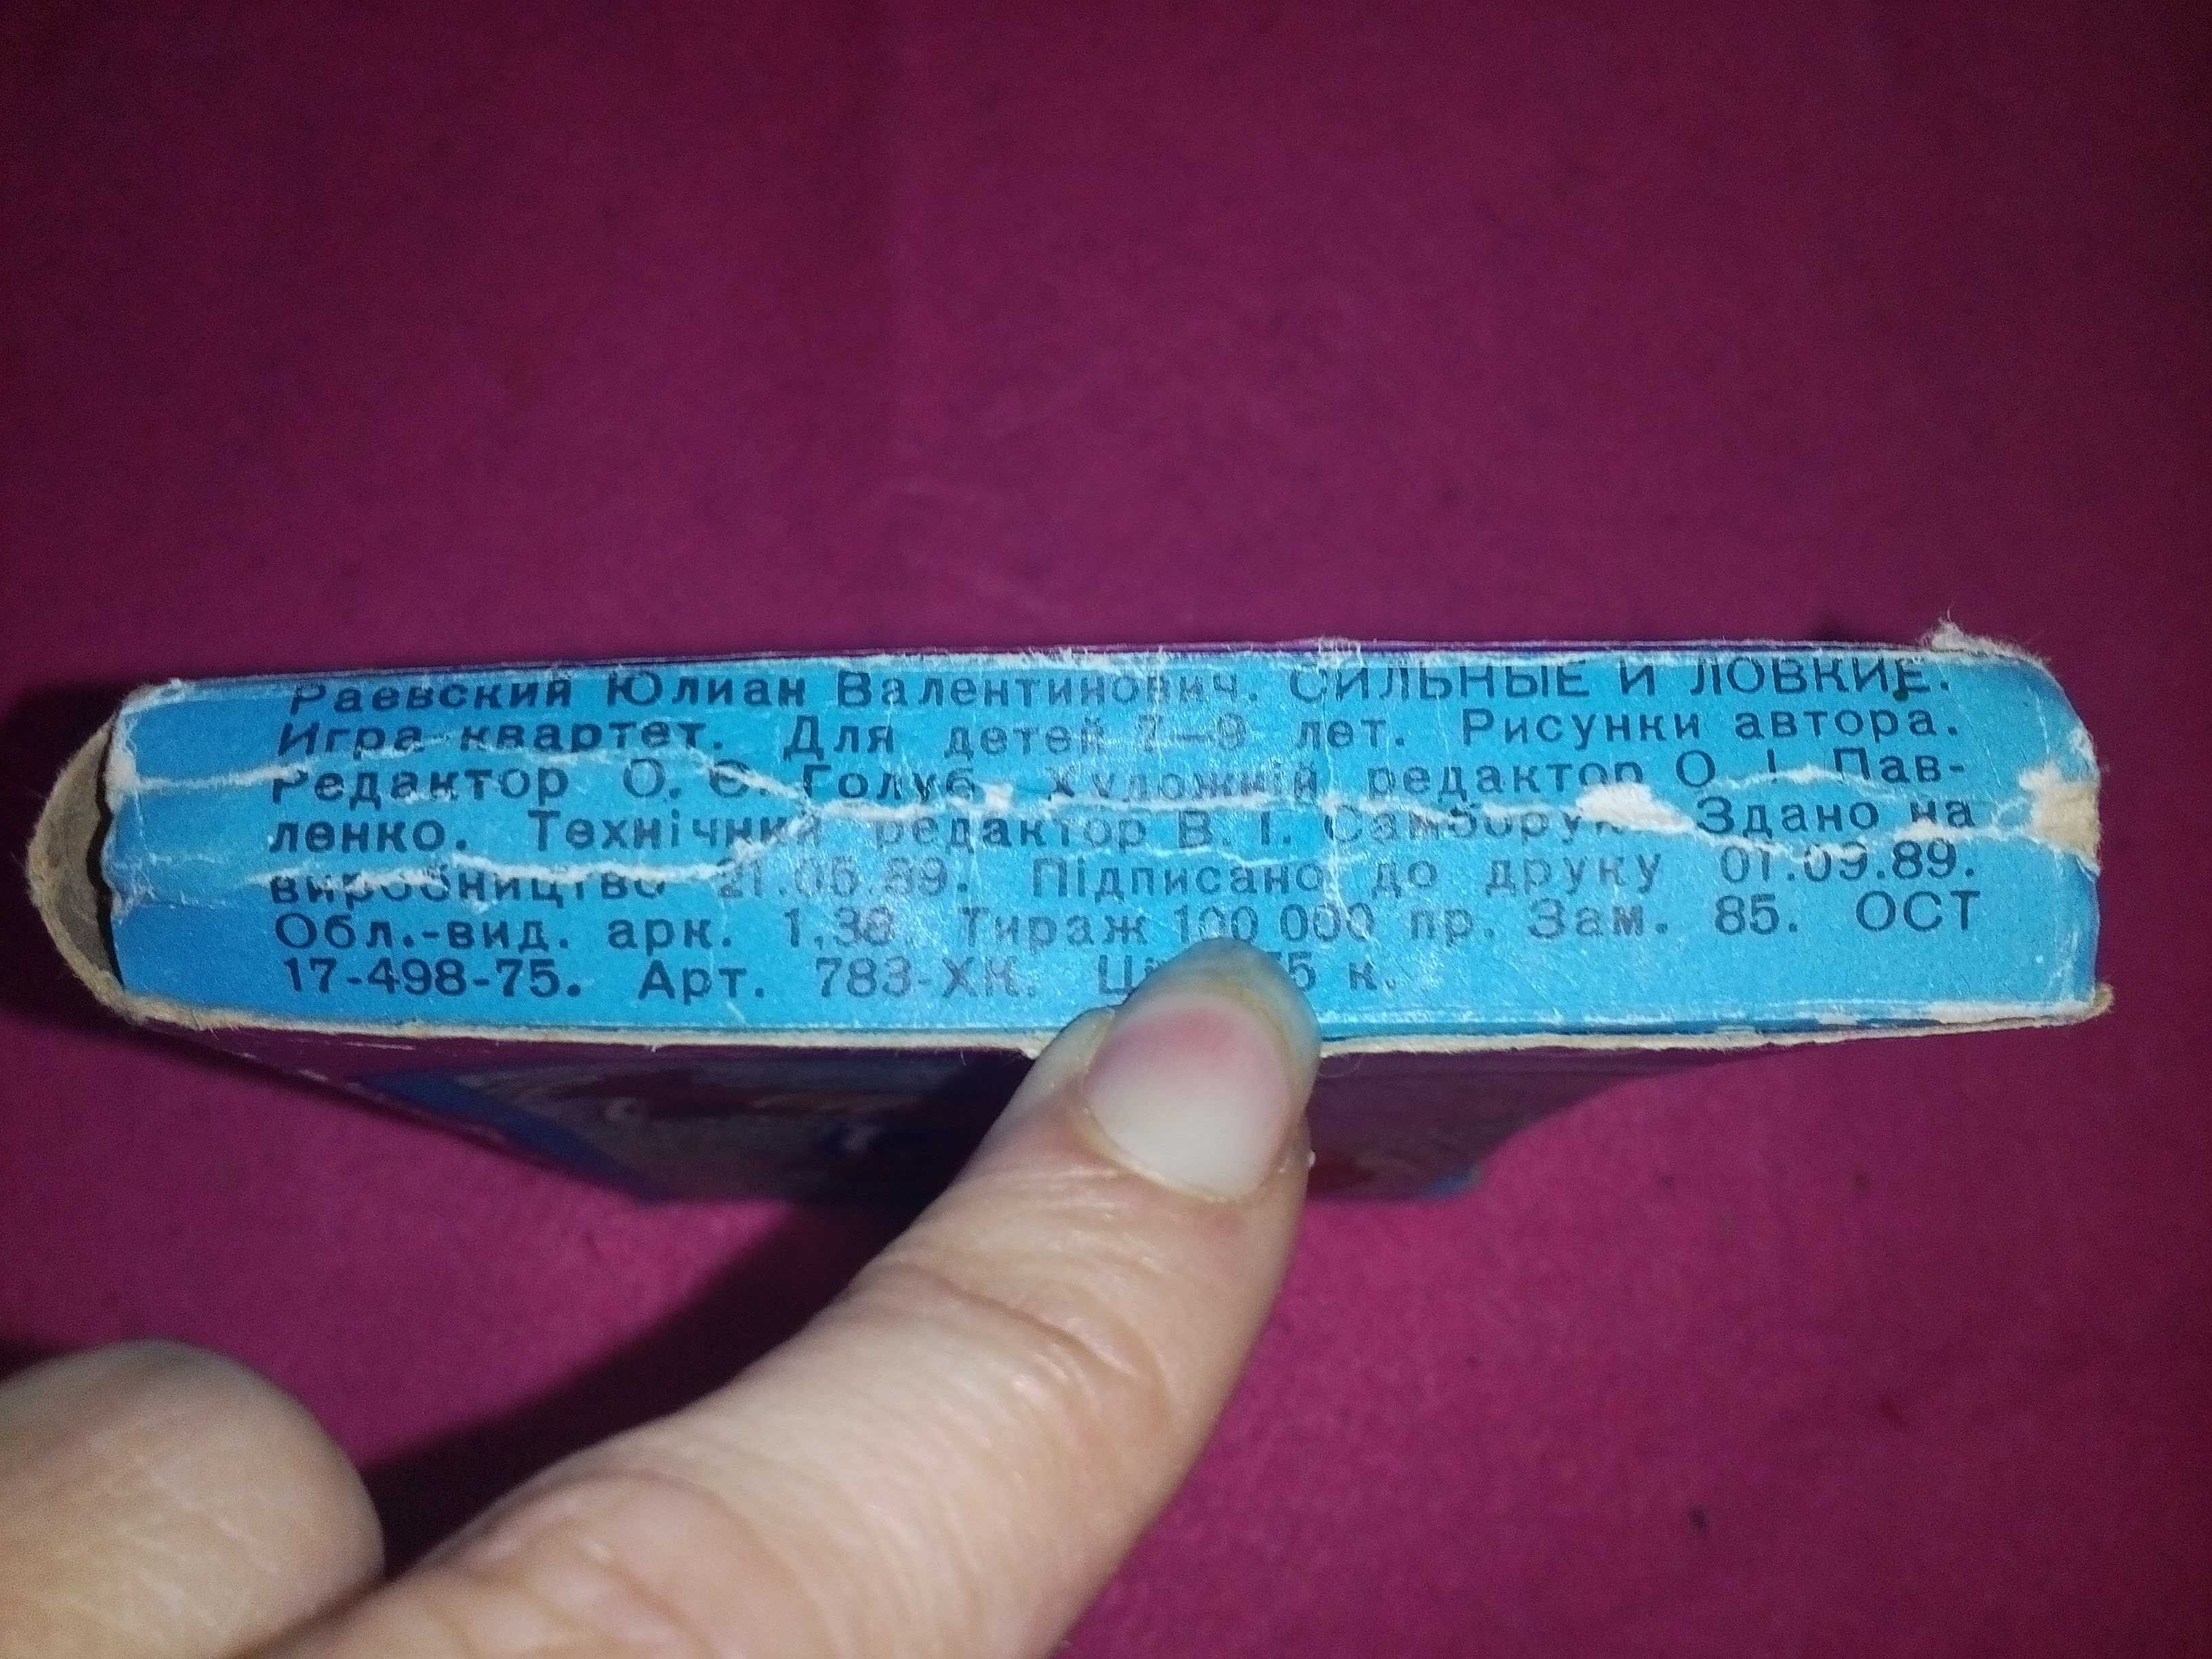 Раевский Юлиан Валентинович. СИЛЬНЫЕ И ЛОВКИЕ.
Игра квартет. Для детей 7—9 лет. Рисунки автора.
Редактор О. Є. Голуб. Художній редактор О. І. Пав-
ленко. Технічний редактор В. І. Здано на
виробництво 21.06.89. Підписано до друку 01.09.89.
Обл.-вид. арк. Тираж 100 000 пр. Зам. 85. ОСТ
17-498-75. Арт. 783-ХК. к.